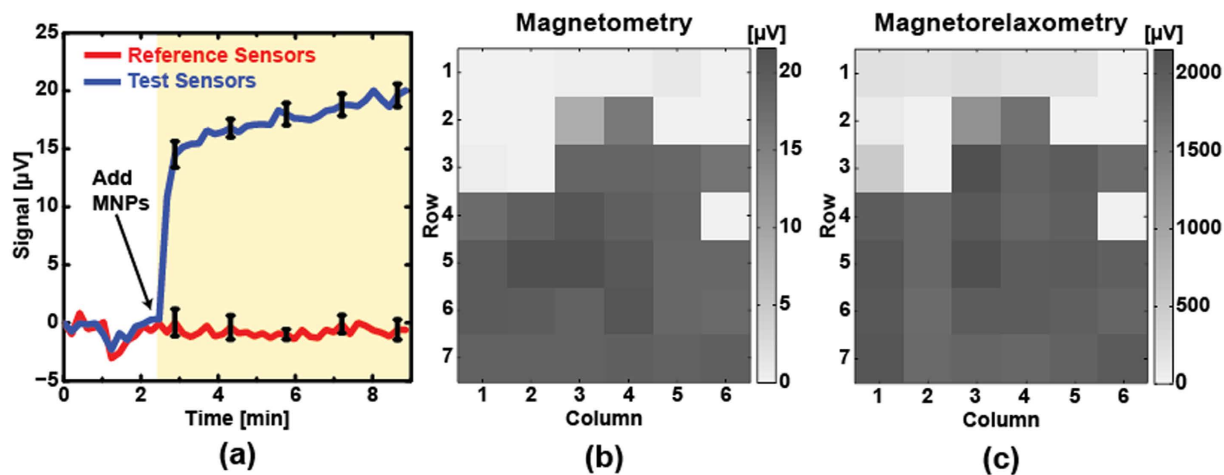 25
20
15
10
5
0
−5
Signal [µV]
Reference Sensors
Test Sensors
Add
MNPs
0 2 4 6 8
Time [min]
(a)
Magnetometry
[µV]
1
2
3
4
5
6
7
Row
1 2 3 4 5 6
Column
20
15
10
5
0
(b)
Magnetorelaxometry
[µV]
1
2
3
4
5
6
7
Row
1 2 3 4 5 6
Column
2000
1500
1000
500
0
(c)